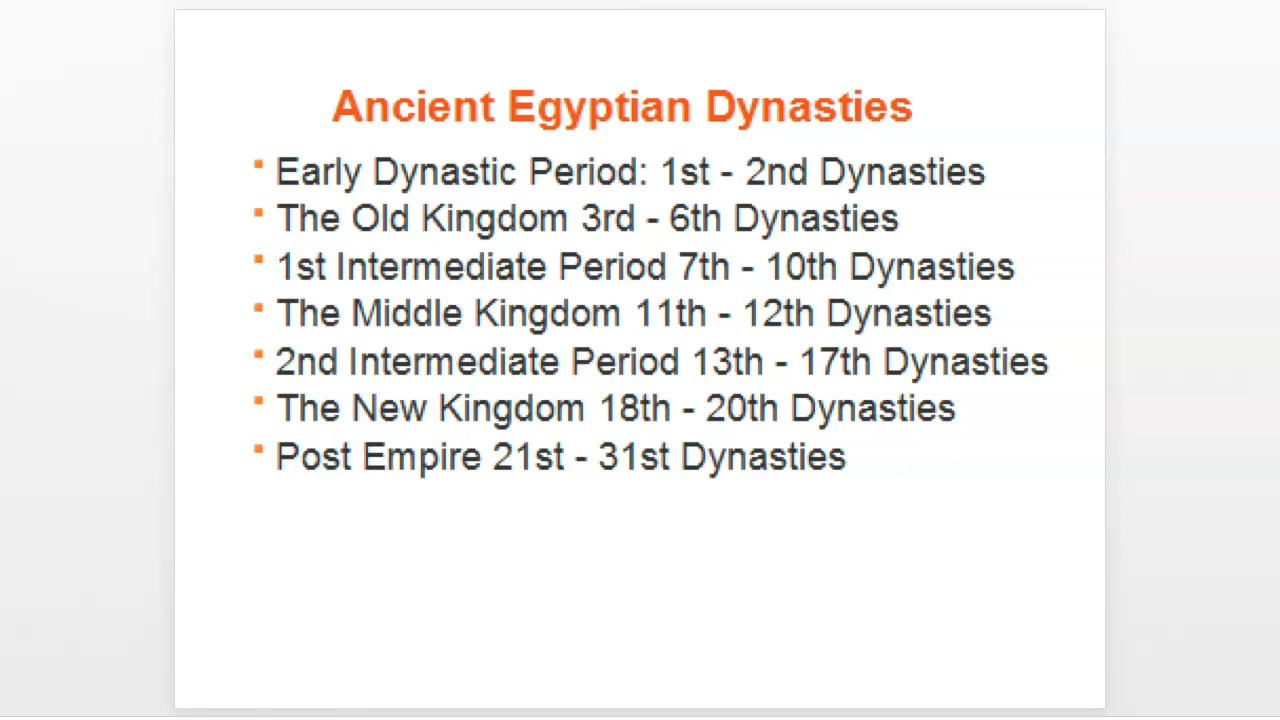 Ancient Egyptian Dynasties
Early Dynastic Period: 1st - 2nd Dynasties
The Old Kingdom 3rd - 6th Dynasties
1st Intermediate Period 7th - 10th Dynasties
The Middle Kingdom 11th - 12th Dynasties
2nd Intermediate Period 13th - 17th Dynasties
The New Kingdom 18th - 20th Dynasties
Post Empire 21st - 31st Dynasties